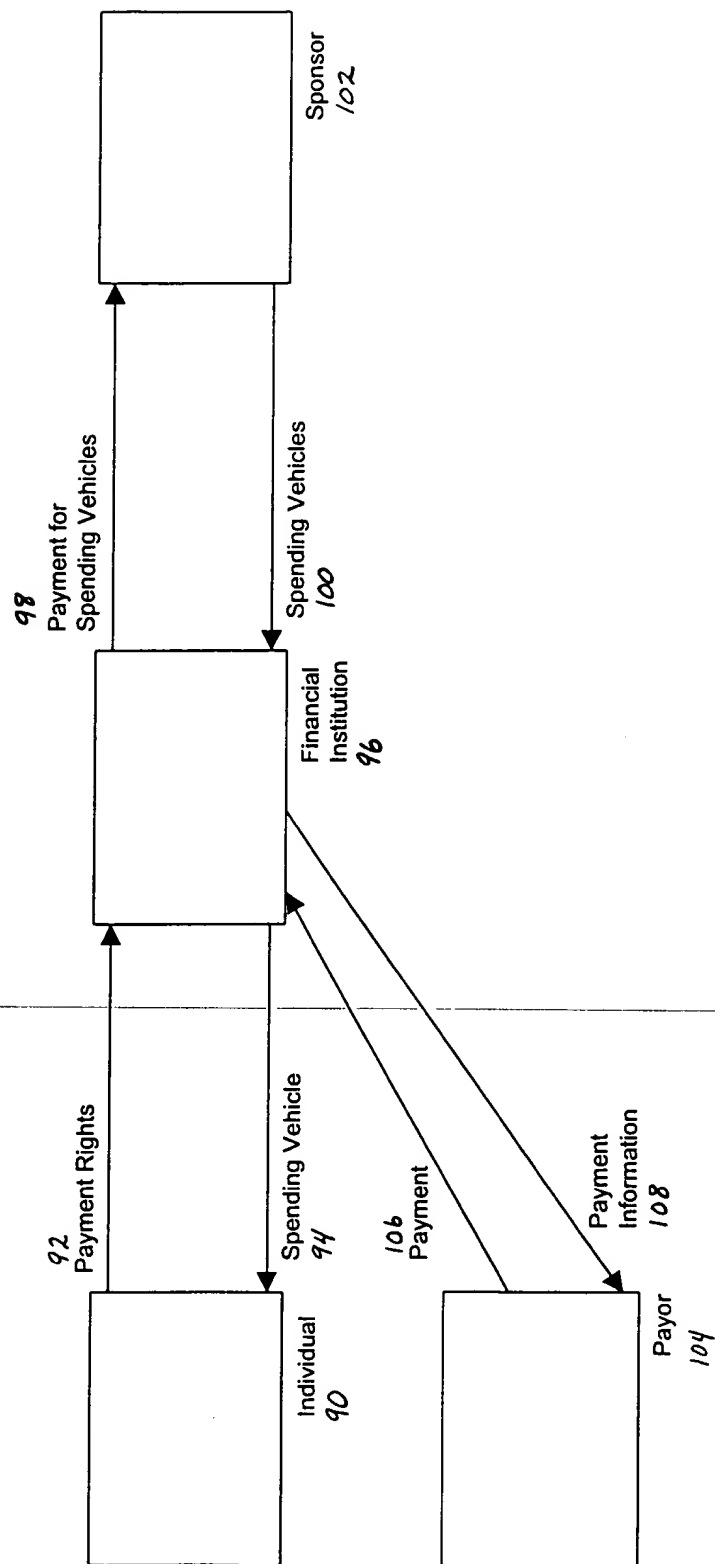 92
Payment Rights
98
Payment for
Spending Vehicles
Spending Vehicle
94
Spending Vehicles
100
Individual
90
Financial
Institution
96
Sponsor
102
106
Payment
Payment
Information
108
Payor
104